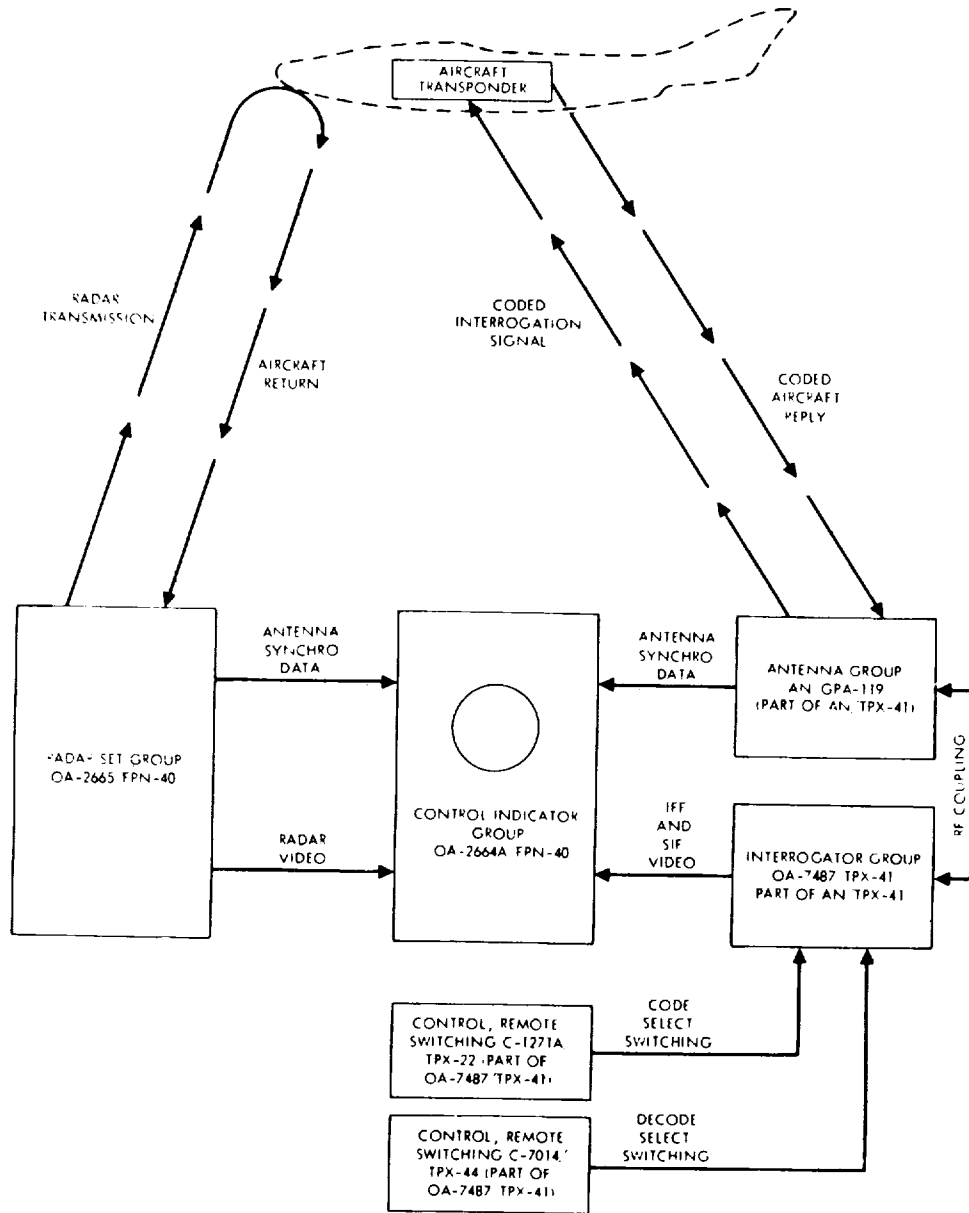 AIRCRAFT
TRANSPONDER
RADAR
TRANSMISSION
AIRCRAFT
RETURN
CODED
INTERROGATION
SIGNAL
CODED
AIRCRAFT
REPLY
ANTENNA
SYNCHRO
DATA
ANTENNA
SYNCHRO
DATA
ANTENNA GROUP
AN GPA-119
(PART OF AN/TPX-41)
RADAR SET GROUP
OA-2665 FPN-40
CONTROL INDICATOR
GROUP
OA-2664A FPN-40
RADAR
VIDEO
IFF
AND
SIF
VIDEO
INTERROGATOR GROUP
OA-7487 TPX-41
PART OF AN TPX-41
RF COUPLING
CONTROL, REMOTE
SWITCHING C-1271A
TPX-22 (PART OF
OA-7487 TPX-41)
CODE
SELECT
SWITCHING
CONTROL, REMOTE
SWITCHING C-7014/
TPX-44 (PART OF
OA-7487 TPX-41)
DECODE
SELECT
SWITCHING